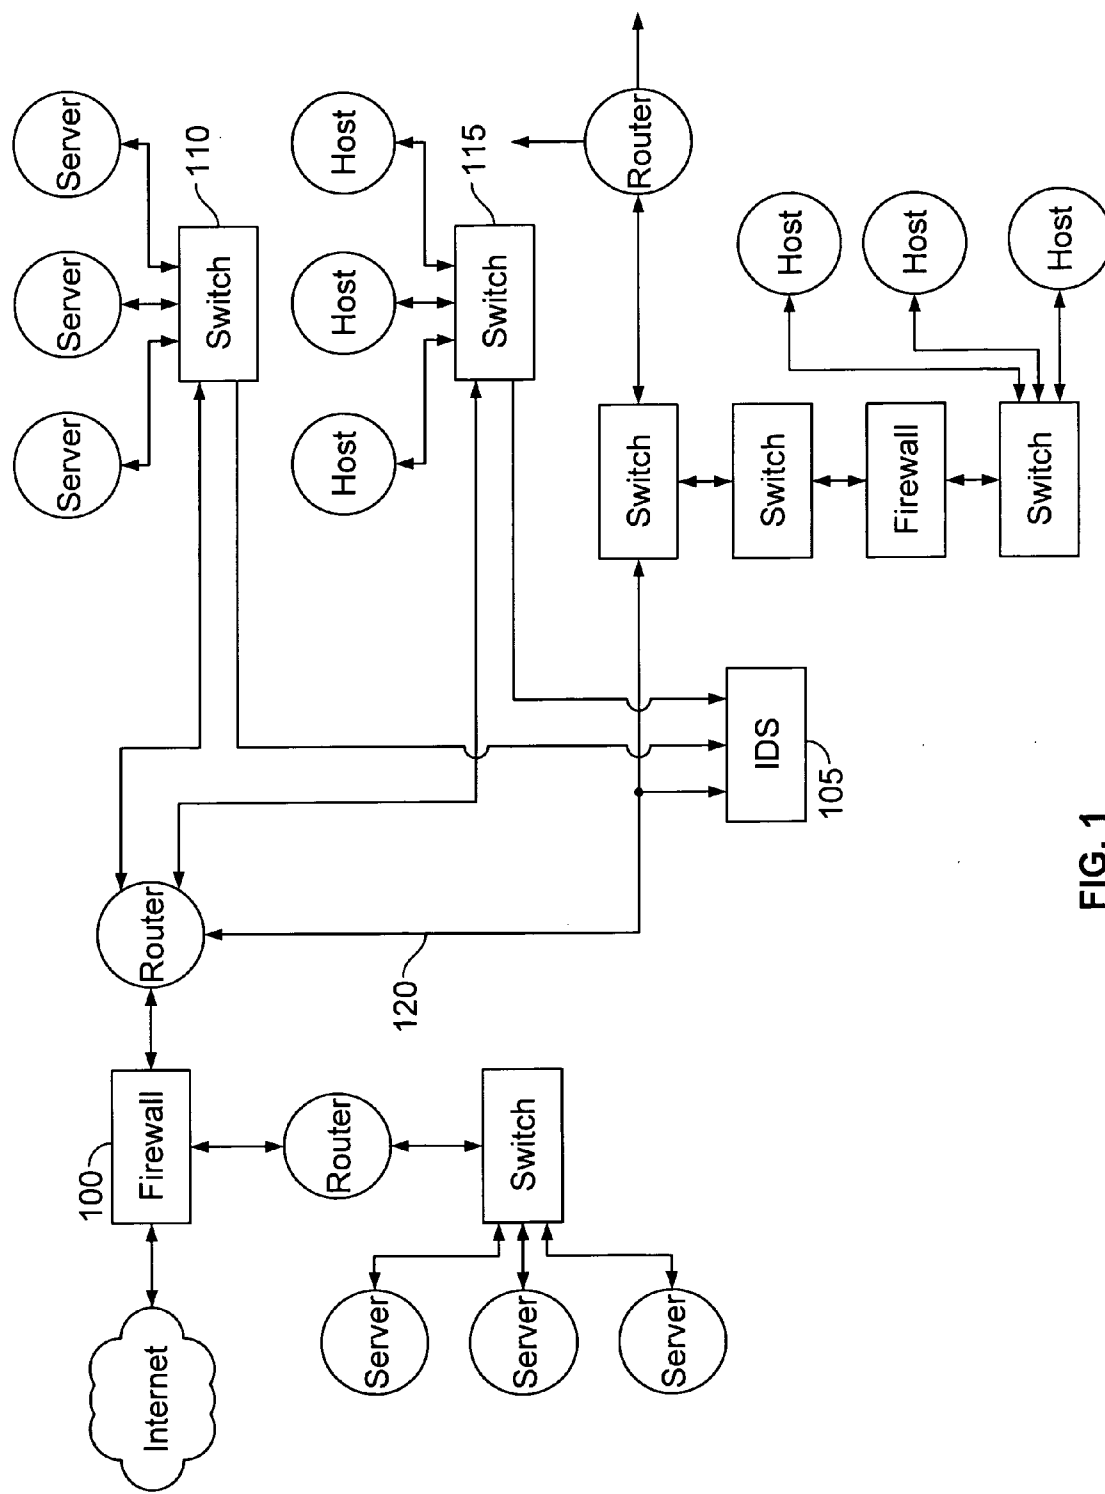 Server
Server
Server
100
Internet
Firewall
Router
110
Switch
Router
Host
Host
Host
Server
120
115
Switch
Switch
Server
Switch
Router
Server
IDS
Switch
Host
105
Firewall
Host
Switch
Host
FIG. 1